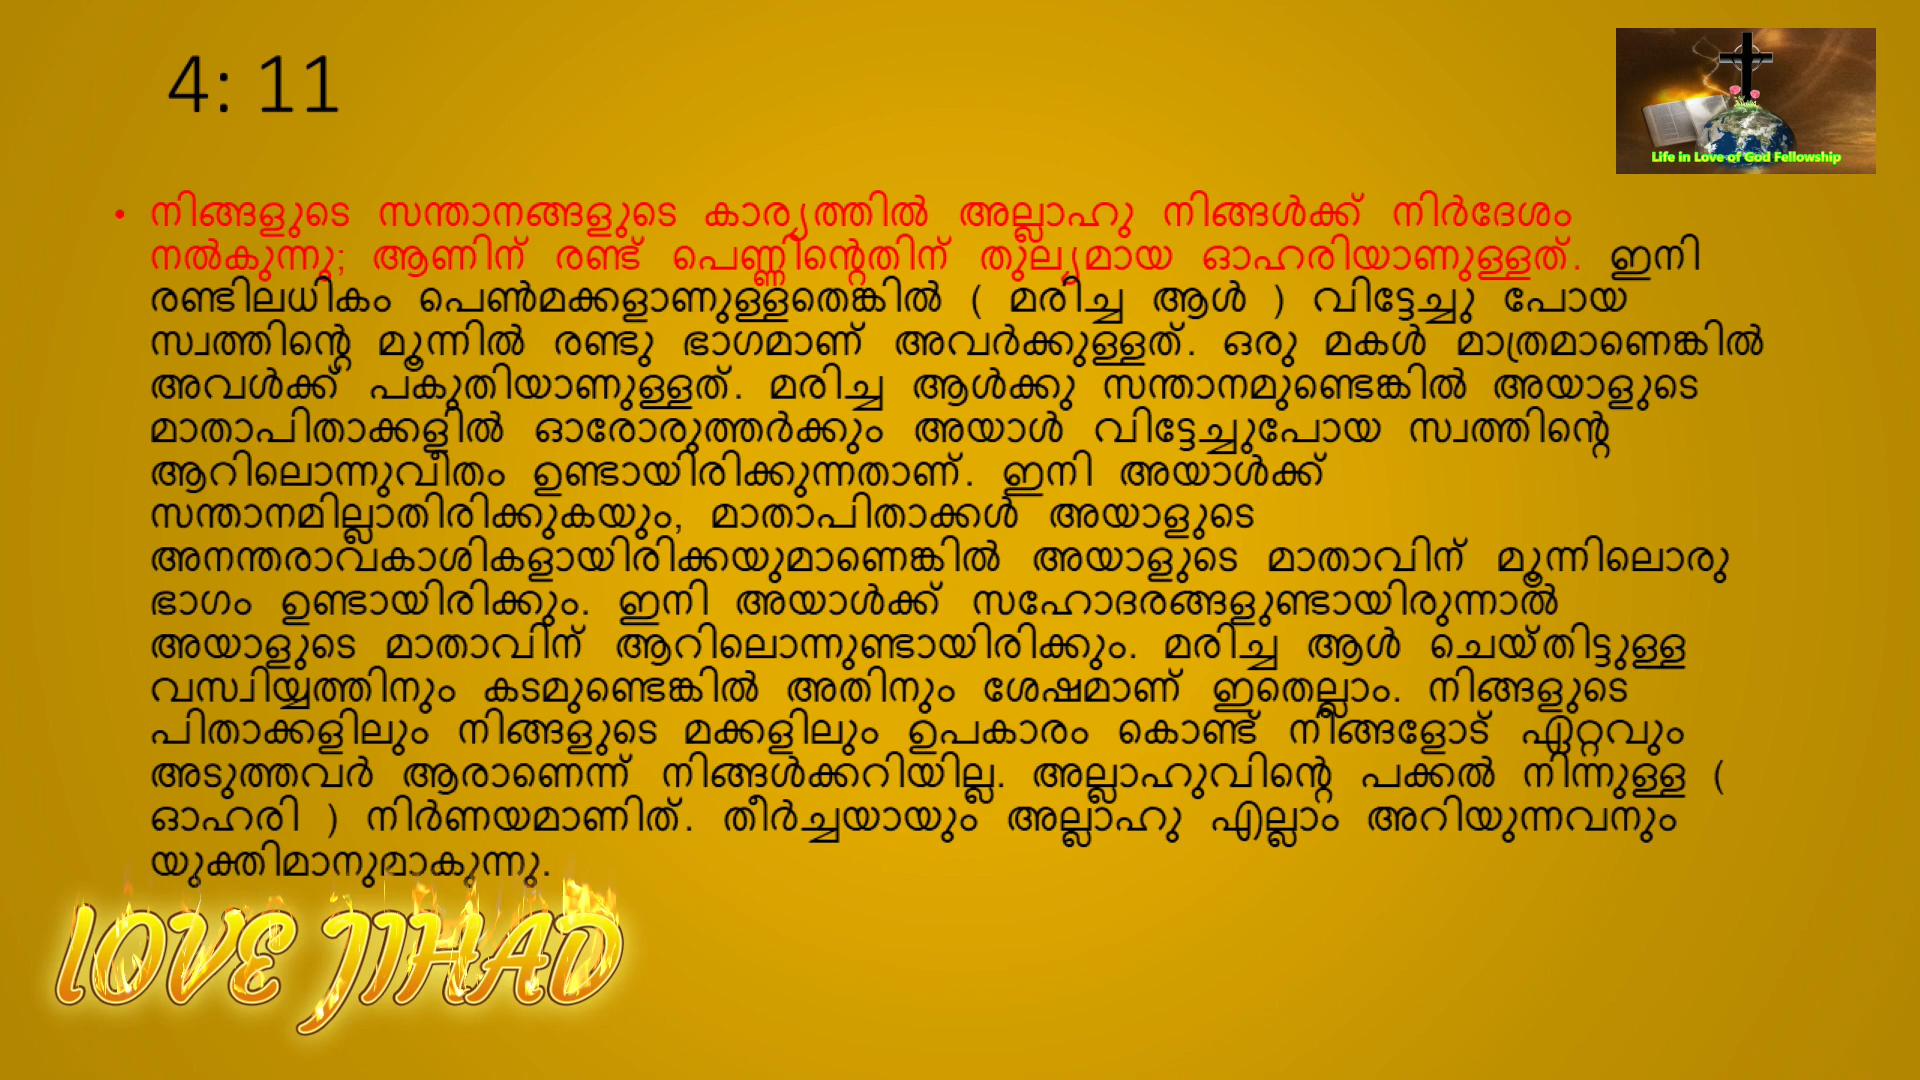 4: 11
Life in Love of God Fellowship
• നിങ്ങളുടെ സന്താനങ്ങളുടെ കാര്യത്തിൽ അല്ലാഹു നിങ്ങൾക്ക് നിർദേശം
നൽകുന്നു; ആണിന് രണ്ട് പെണ്ണിന്റെതിന് തുല്യമായ ഓഹരിയാണുള്ളത്. ഇനി
രണ്ടിലധികം പെൺമക്കളാണുള്ളതെങ്കിൽ ( മരിച്ച ആൾ ) വിട്ടേച്ചു പോയ
സ്വത്തിന്റെ മൂന്നിൽ രണ്ടു ഭാഗമാണ് അവർക്കുള്ളത്. ഒരു മകൾ മാത്രമാണെങ്കിൽ
അവൾക്ക് പകുതിയാണുള്ളത്. മരിച്ച ആൾക്കു സന്താനമുണ്ടെങ്കിൽ അയാളുടെ
മാതാപിതാക്കളിൽ ഓരോരുത്തർക്കും അയാൾ വിട്ടേച്ചുപോയ സ്വത്തിന്റെ
ആറിലൊന്നുവീതം ഉണ്ടായിരിക്കുന്നതാണ്. ഇനി അയാൾക്ക്
സന്താനമില്ലാതിരിക്കുകയും, മാതാപിതാക്കൾ അയാളുടെ
അനന്തരാവകാശികളായിരിക്കയുമാണെങ്കിൽ അയാളുടെ മാതാവിന് മൂന്നിലൊരു
ഭാഗം ഉണ്ടായിരിക്കും. ഇനി അയാൾക്ക് സഹോദരങ്ങളുണ്ടായിരുന്നാൽ
അയാളുടെ മാതാവിന് ആറിലൊന്നുണ്ടായിരിക്കും. മരിച്ച ആൾ ചെയ്തിട്ടുള്ള
വസ്വിയ്യത്തിനും കടമുണ്ടെങ്കിൽ അതിനും ശേഷമാണ് ഇതെല്ലാം. നിങ്ങളുടെ
പിതാക്കളിലും നിങ്ങളുടെ മക്കളിലും ഉപകാരം കൊണ്ട് നിങ്ങളോട് ഏറ്റവും
അടുത്തവർ ആരാണെന്ന് നിങ്ങൾക്കറിയില്ല. അല്ലാഹുവിന്റെ പക്കൽ നിന്നുള്ള (
ഓഹരി ) നിർണയമാണിത്. തീർച്ചയായും അല്ലാഹു എല്ലാം അറിയുന്നവനും
യുക്തിമാനുമാകുന്നു.
LOVE JIHAD